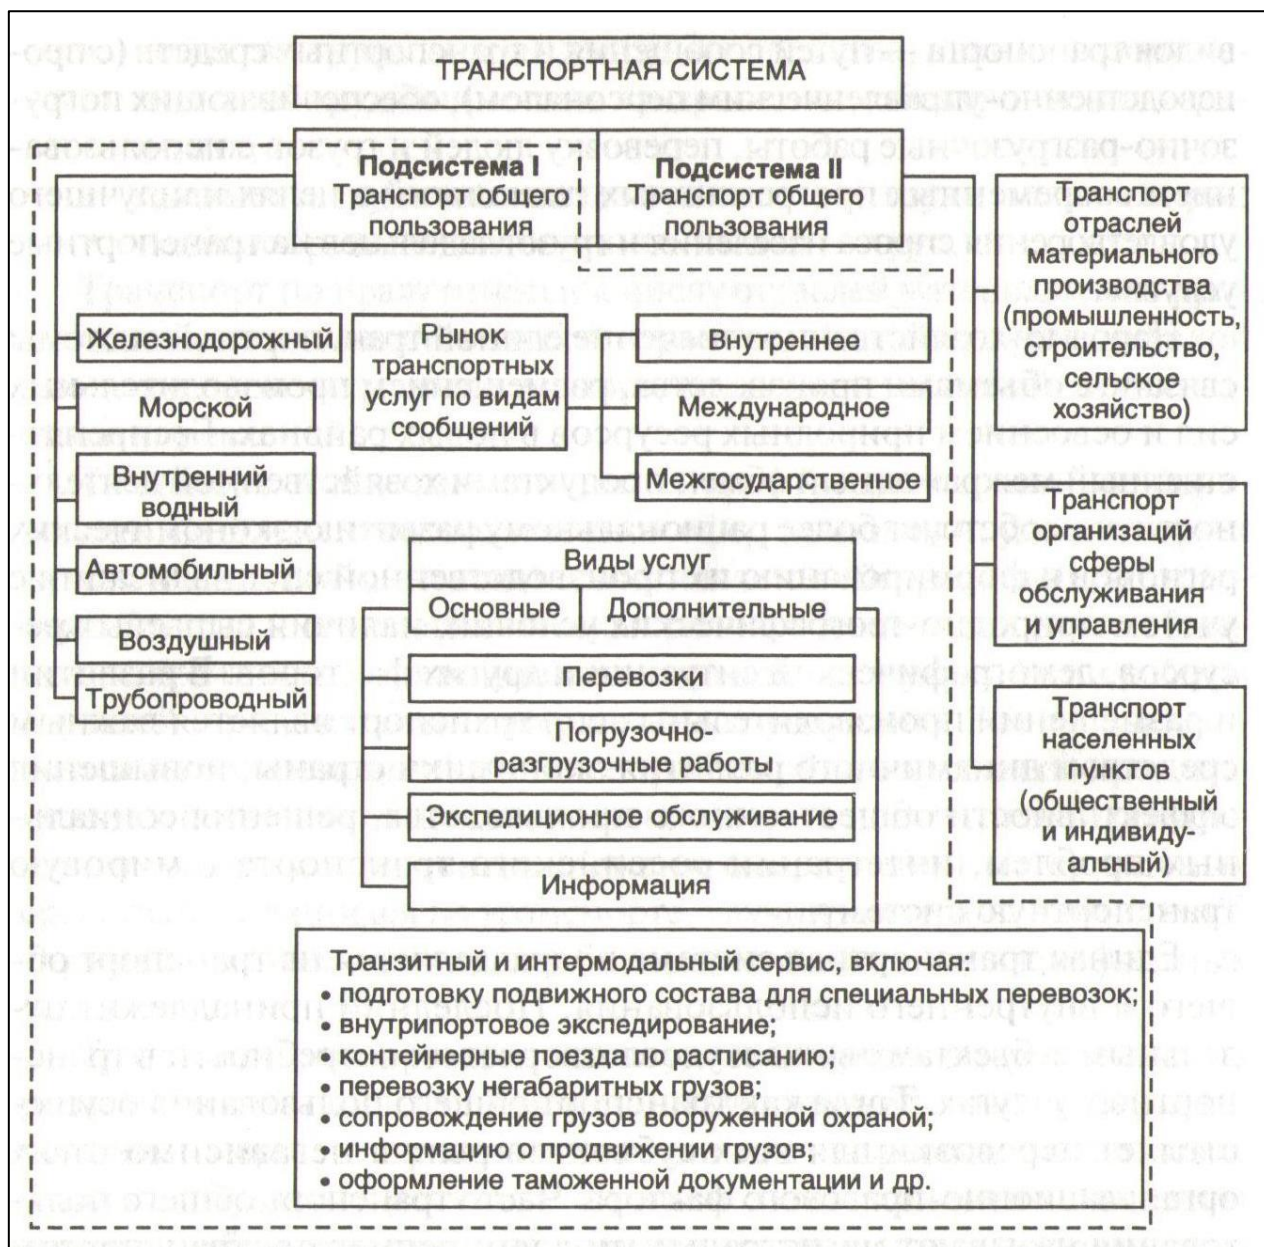 ТРАНСПОРТНАЯ СИСТЕМА
Подсистема I
Транспорт общего
пользования
Подсистема II
Транспорт общего
пользования
Транспорт
отраслей
материального
производства
(промышленность,
строительство,
сельское
хозяйство)
Железнодорожный
Морской
Внутренний
водный
Автомобильный
Воздушный
Трубопроводный
Рынок
транспортных
услуг по видам
сообщений
Внутреннее
Международное
Межгосударственное
Транспорт
организаций
сферы
обслуживания
и управления
Виды услуг
Основные
Дополнительные
Перевозки
Погрузочно-
разгрузочные работы
Экспедиционное обслуживание
Информация
Транспорт
населенных
пунктов
(общественный
и индивиду-
альный)
Транзитный и интермодальный сервис, включая:
• подготовку подвижного состава для специальных перевозок;
• внутрипортовое экспедирование;
• контейнерные поезда по расписанию;
• перевозку негабаритных грузов;
• сопровождение грузов вооруженной охраной;
• информацию о продвижении грузов;
• оформление таможенной документации и др.